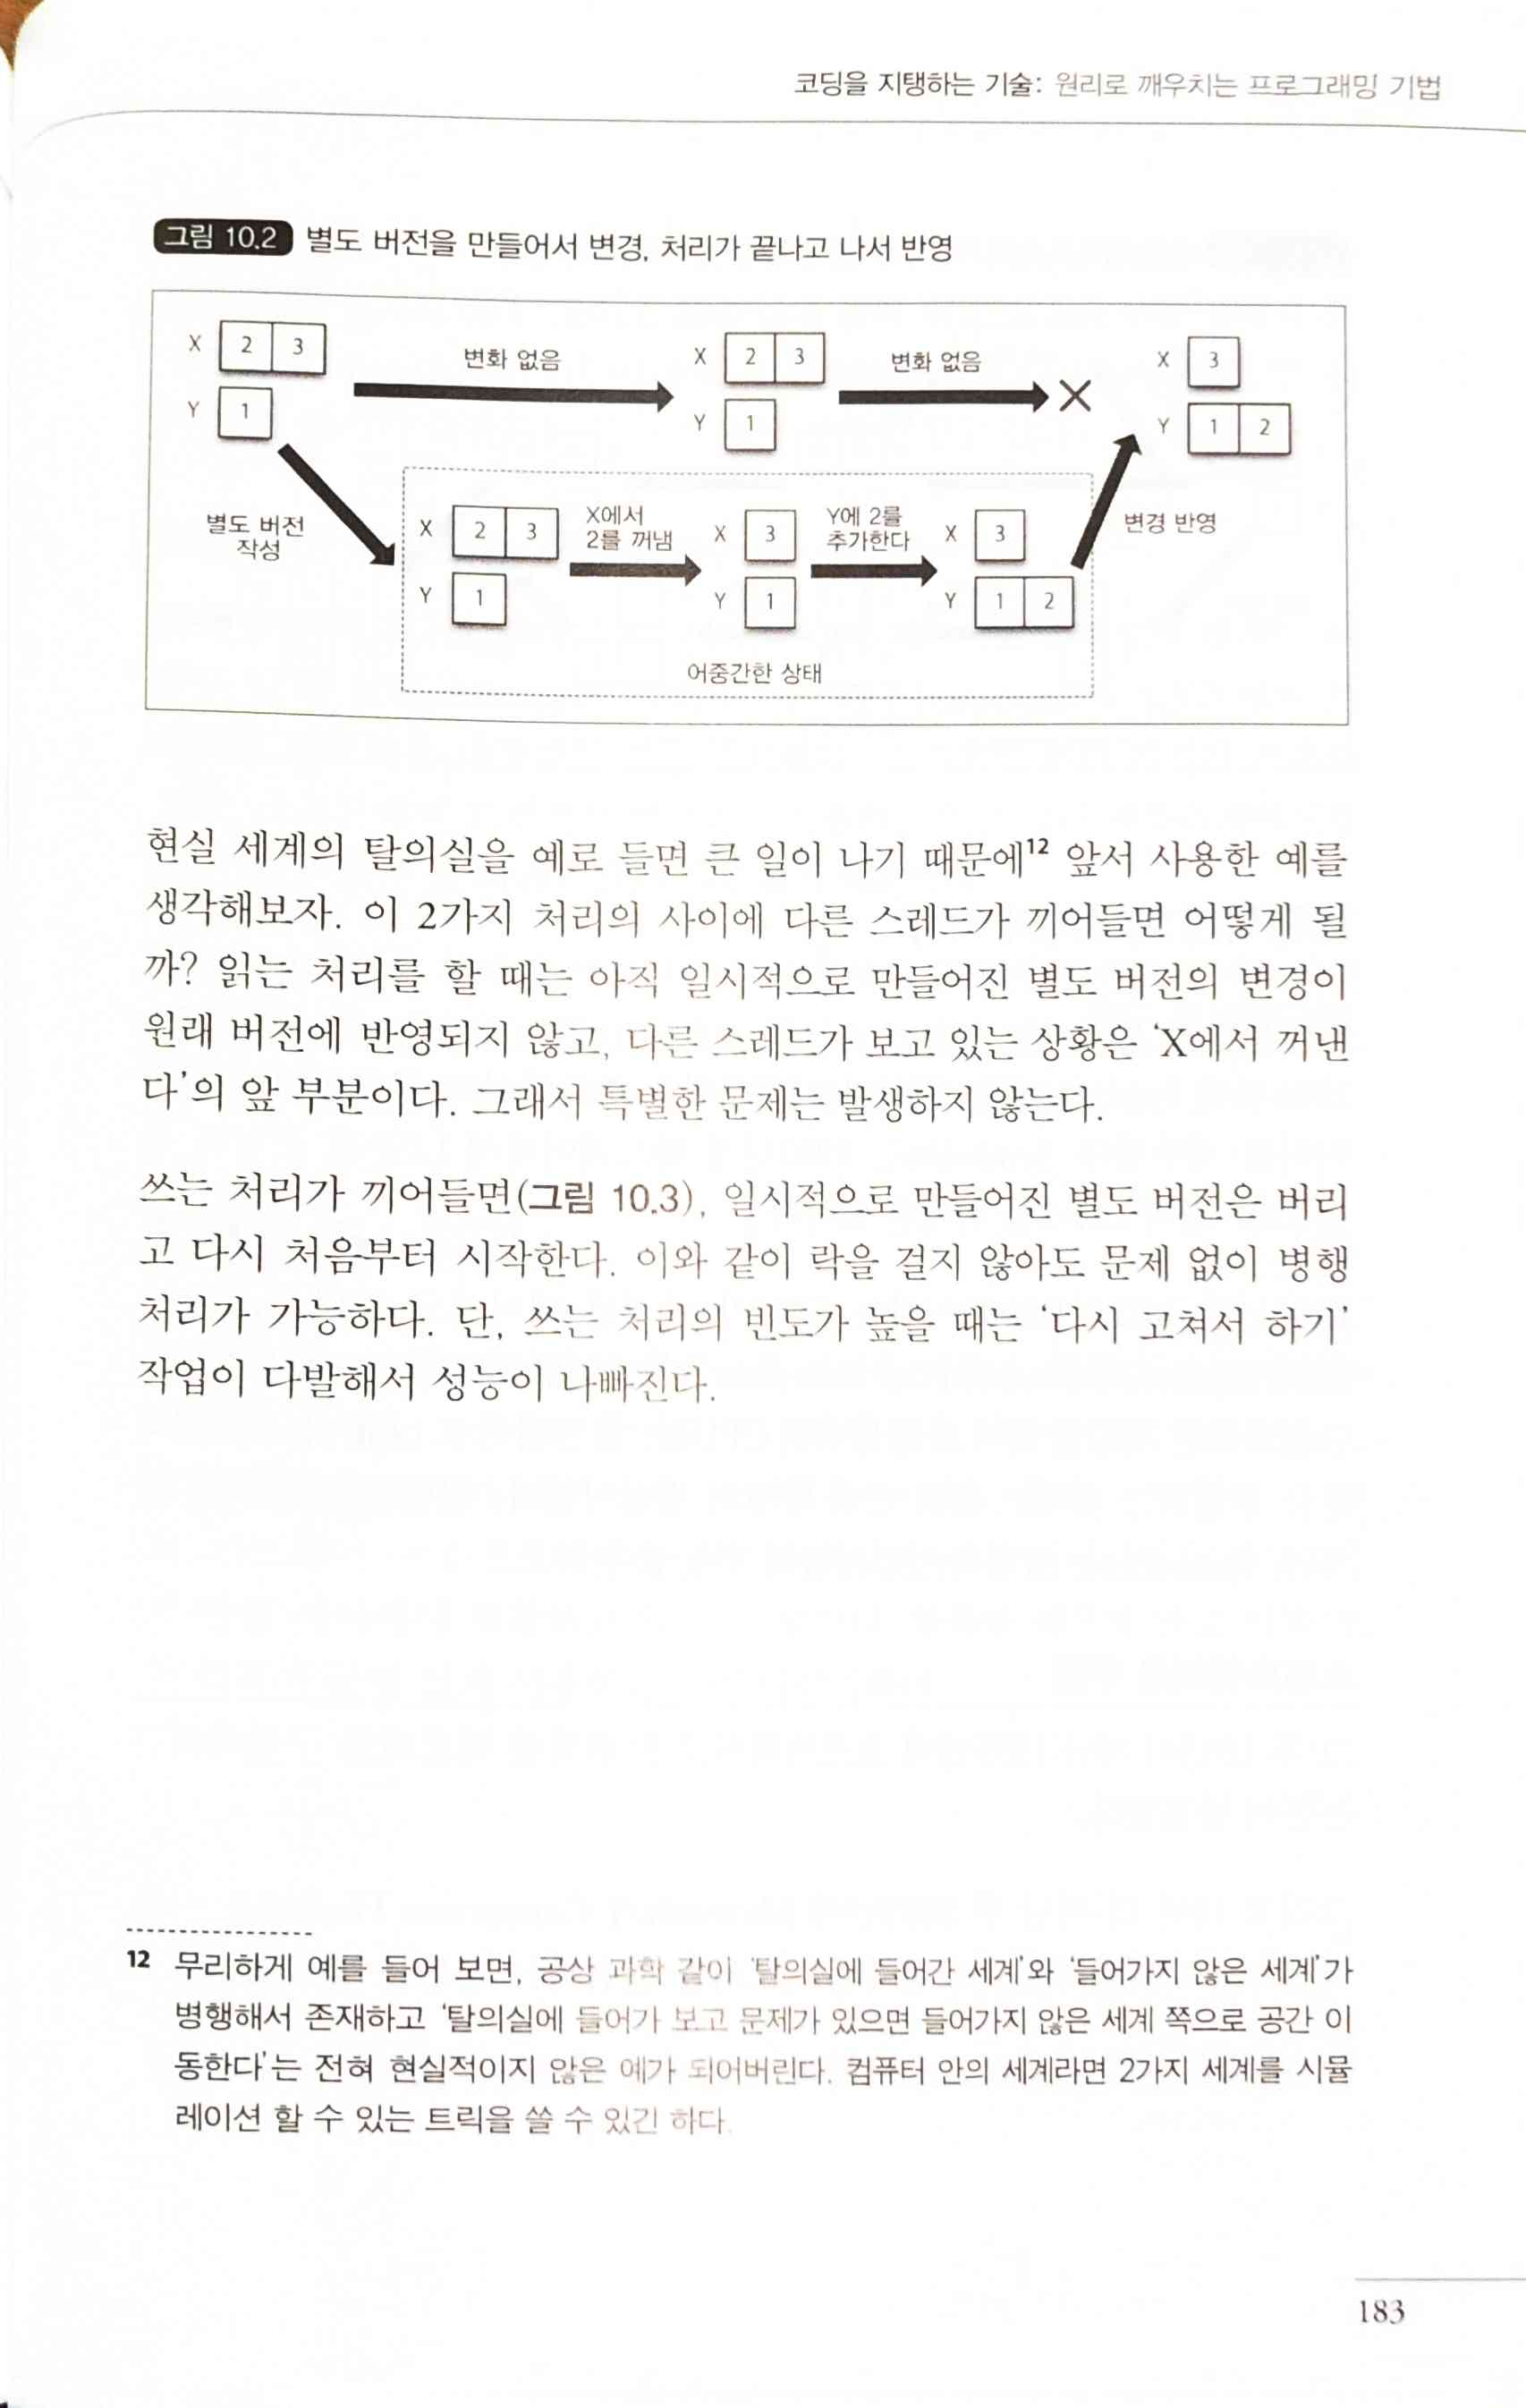 코딩을 지탱하는 기술: 원리로 깨우치는 프로그래밍 기법
그림 10.2 별도 버전을 만들어서 변경, 처리가 끝나고 나서 반영
X 2 3
변화 없음
X 2 3
변화 없음
X 3
Y 1
Y 1
Y 1 2
별도 버전
작성
X 2 3
X에서
2를 꺼냄
X 3
Y에 2를
추가한다
X 3
변경 반영
Y 1
Y 1
Y 1 2
어중간한 상태
현실 세계의 탈의실을 예로 들면 큰 일이 나기 때문에12 앞서 사용한 예를
생각해보자. 이 2가지 처리의 사이에 다른 스레드가 끼어들면 어떻게 될
까? 읽는 처리를 할 때는 아직 일시적으로 만들어진 별도 버전의 변경이
원래 버전에 반영되지 않고, 다른 스레드가 보고 있는 상황은 ‘X에서 꺼낸
다’의 앞 부분이다. 그래서 특별한 문제는 발생하지 않는다.
쓰는 처리가 끼어들면(그림 10.3), 일시적으로 만들어진 별도 버전은 버리
고 다시 처음부터 시작한다. 이와 같이 락을 걸지 않아도 문제 없이 병행
처리가 가능하다. 단, 쓰는 처리의 빈도가 높을 때는 ‘다시 고쳐서 하기’
작업이 다발해서 성능이 나빠진다.
12 무리하게 예를 들어 보면, 공상 과학 같이 ‘탈의실에 들어간 세계’와 ‘들어가지 않은 세계’가
병행해서 존재하고 ‘탈의실에 들어가 보고 문제가 있으면 들어가지 않은 세계 쪽으로 공간 이
동한다’는 전혀 현실적이지 않은 예가 되어버린다. 컴퓨터 안의 세계라면 2가지 세계를 시뮬
레이션 할 수 있는 트릭을 쓸 수 있긴 하다.
183